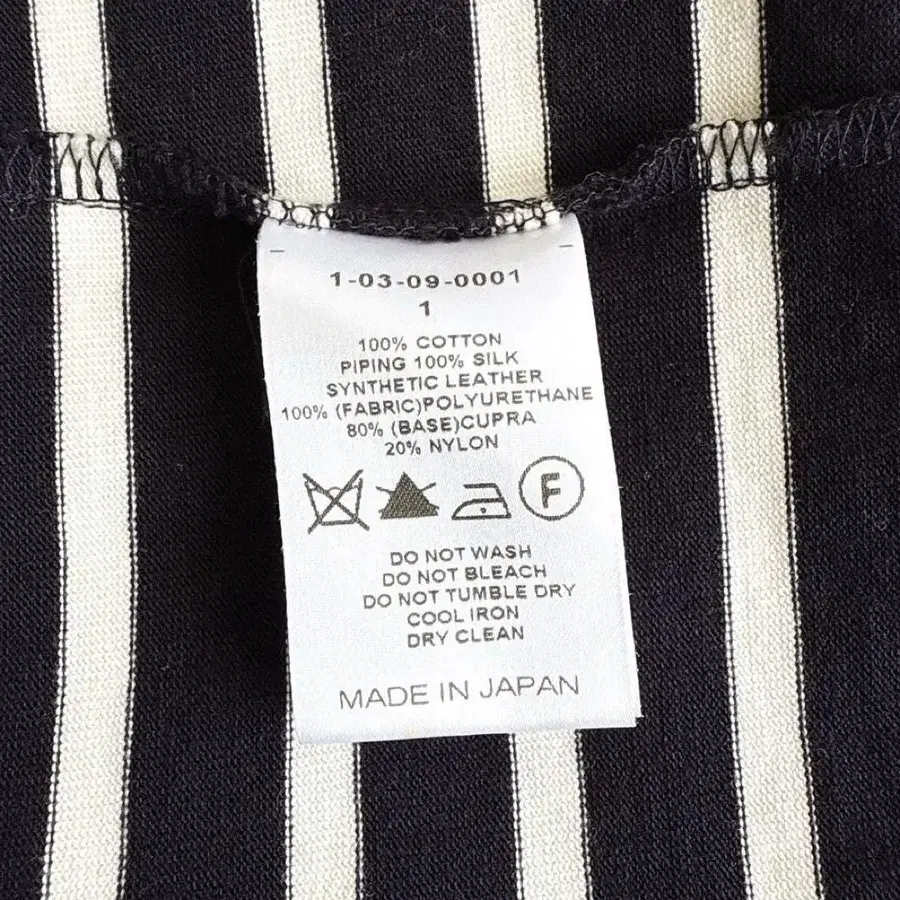 1-03-09-0001
1
100% COTTON
PIPING 100% SILK
SYNTHETIC LEATHER
100% (FABRIC)POLYURETHANE
80% (BASE)CUPRA
20% NYLON
F
DO NOT WASH
DO NOT BLEACH
DO NOT TUMBLE DRY
COOL IRON
DRY CLEAN
MADE IN JAPAN